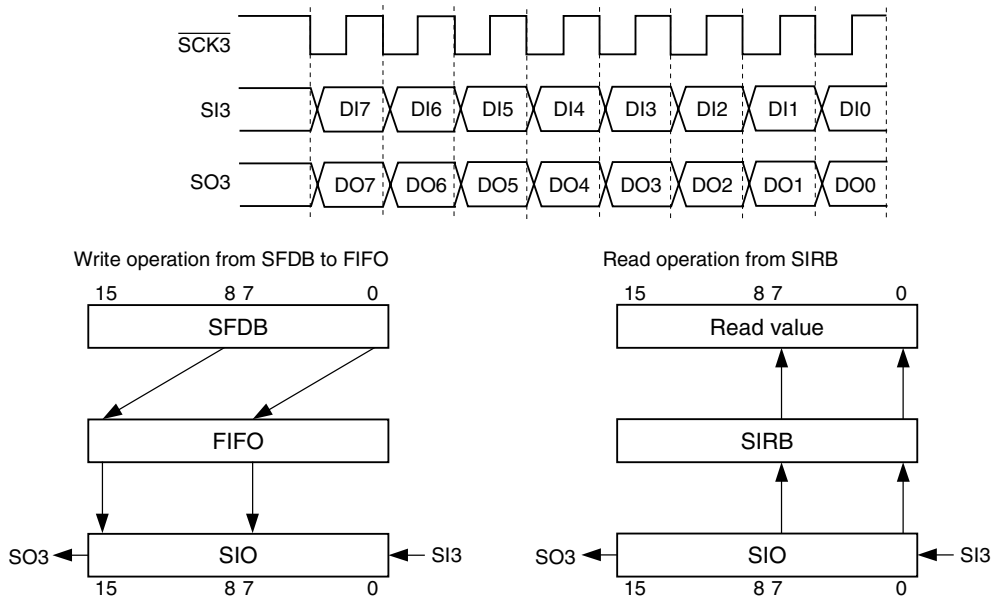 SCK3
SI3 DI7 DI6 DI5 DI4 DI3 DI2 DI1 DI0
SO3 DO7 DO6 DO5 DO4 DO3 DO2 DO1 DO0
Write operation from SFDB to FIFO
15 8 7 0
SFDB
FIFO
SO3 SIO SI3
15 8 7 0
Read operation from SIRB
15 8 7 0
Read value
SIRB
SO3 SIO SI3
15 8 7 0